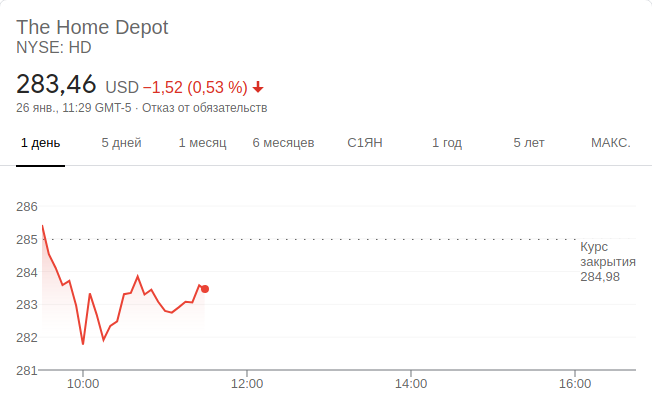 The Home Depot
NYSE: HD
283,46 USD −1,52 (0,53 %)
26 янв., 11:29 GMT-5 · Отказ от обязательств
1 день 5 дней 1 месяц 6 месяцев С1ЯН 1 год 5 лет МАКС.
286
285
Курс
закрытия
284,98
284
283
282
281
10:00 12:00 14:00 16:00